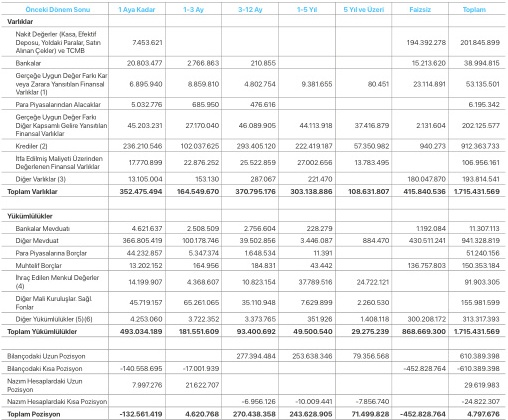 Önceki Dönem Sonu 1 Aya Kadar 1-3 Ay 3-12 Ay 1-5 Yıl 5 Yıl ve Üzeri Faizsiz Toplam
Varlıklar
Nakit Değerler (Kasa, Efektif
Deposu, Yoldaki Paralar, Satın
Alınan Çekler) ve TCMB 7.453.621 194.392.278 201.845.899
Bankalar 20.803.477 2.766.863 210.855 15.213.620 38.994.815
Gerçeğe Uygun Değer Farkı Kar
veya Zarara Yansıtılan Finansal
Varlıklar (1) 6.895.940 8.859.810 4.802.754 9.381.655 80.451 23.114.891 53.135.501
Para Piyasalarından Alacaklar 5.032.776 685.950 476.616 6.195.342
Gerçeğe Uygun Değer Farkı
Diğer Kapsamlı Gelire Yansıtılan
Finansal Varlıklar 45.203.231 27.170.040 46.089.905 44.113.918 37.416.879 2.131.604 202.125.577
Krediler (2) 236.210.546 102.037.625 293.405.120 222.419.187 57.350.982 940.273 912.363.733
İtfa Edilmiş Maliyeti Üzerinden
Değerlenen Finansal Varlıklar 17.770.899 22.876.252 25.522.859 27.002.656 13.783.495 106.956.161
Diğer Varlıklar (3) 13.105.004 153.130 287.067 221.470 180.047.870 193.814.541
Toplam Varlıklar 352.475.494 164.549.670 370.795.176 303.138.886 108.631.807 415.840.536 1.715.431.569
Yükümlülükler
Bankalar Mevduatı 4.621.637 2.508.509 2.756.604 228.279 1.192.084 11.307.113
Diğer Mevduat 366.805.419 100.178.746 39.502.856 3.446.087 884.470 430.511.241 941.328.819
Para Piyasalarına Borçlar 44.232.857 5.347.374 1.648.534 11.391 51.240.156
Muhtelif Borçlar 13.202.152 164.956 184.831 43.442 136.757.803 150.353.184
İhraç Edilen Menkul Değerler
(4) 14.199.907 4.368.607 10.823.154 37.789.516 24.722.121 91.903.305
Diğer Mali Kuruluşlar. Sağl.
Fonlar 45.719.157 65.261.065 35.110.948 7.629.899 2.260.530 155.981.599
Diğer Yükümlülükler (5)(6) 4.253.060 3.722.352 3.373.765 351.926 1.408.118 300.208.172 313.317.393
Toplam Yükümlülükler 493.034.189 181.551.609 93.400.692 49.500.540 29.275.239 868.669.300 1.715.431.569
Bilançodaki Uzun Pozisyon 277.394.484 253.638.346 79.356.568 610.389.398
Bilançodaki Kısa Pozisyon -140.558.695 -17.001.939 -452.828.764 -610.389.398
Nazım Hesaplardaki Uzun
Pozisyon 7.997.276 21.622.707 29.619.983
Nazım Hesaplardaki Kısa Pozisyon -6.956.126 -10.009.441 -7.856.740 -24.822.307
Toplam Pozisyon -132.561.419 4.620.768 270.438.358 243.628.905 71.499.828 -452.828.764 4.797.676